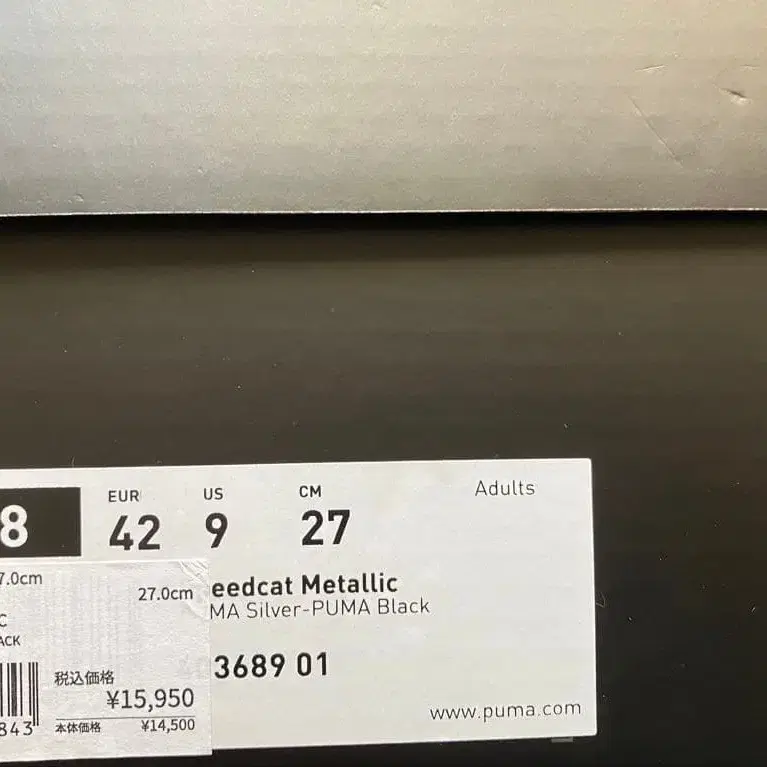 8
EUR
42
US
9
CM
27
Adults
7.0cm
27.0cm
eedcat Metallic
MA Silver-PUMA Black
C
ACK
3689 01
税込価格
¥15,950
本体価格
¥14,500
843
www.puma.com